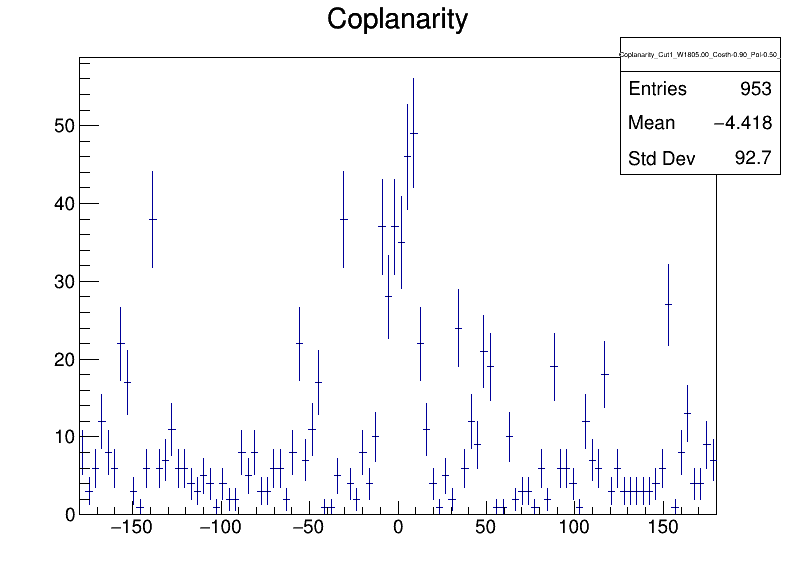 Coplanarity
Coplanarity_Cut1_W1805.00_Costh-0.90_Pol-0.50_
Entries 953
Mean −4.418
Std Dev 92.7
50
40
30
20
10
0
−150 −100 −50 0 50 100 150